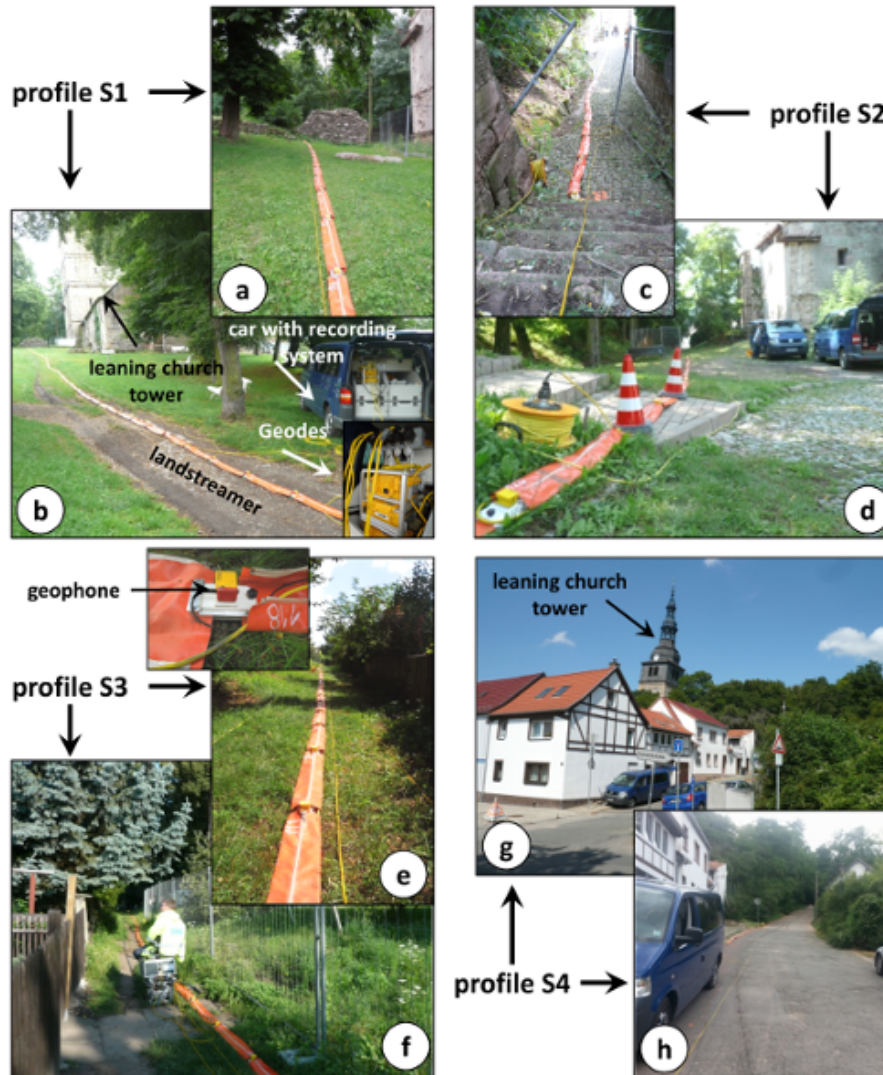 profile S1
profile S2
a
c
car with recording
system
leaning church
tower
Geodes
landstreamer
b
d
geophone
leaning church
tower
profile S3
e
g
profile S4
f
h